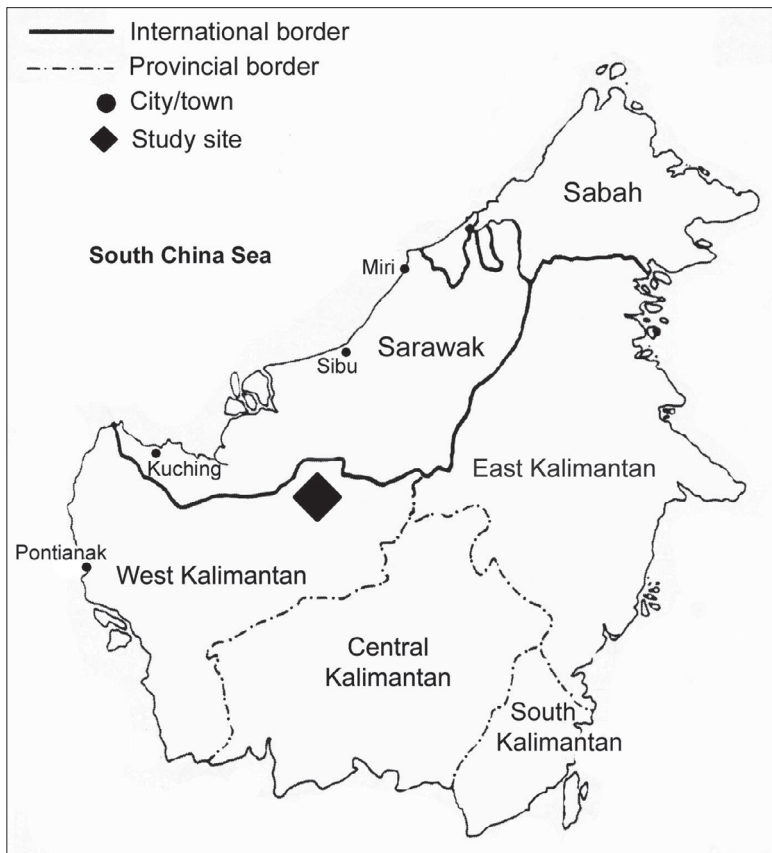 International border
Provincial border
City/town
Study site
Sabah
South China Sea
Miri
Sarawak
Sibu
Kuching
East Kalimantan
Pontianak
West Kalimantan
Central
Kalimantan
South
Kalimantan